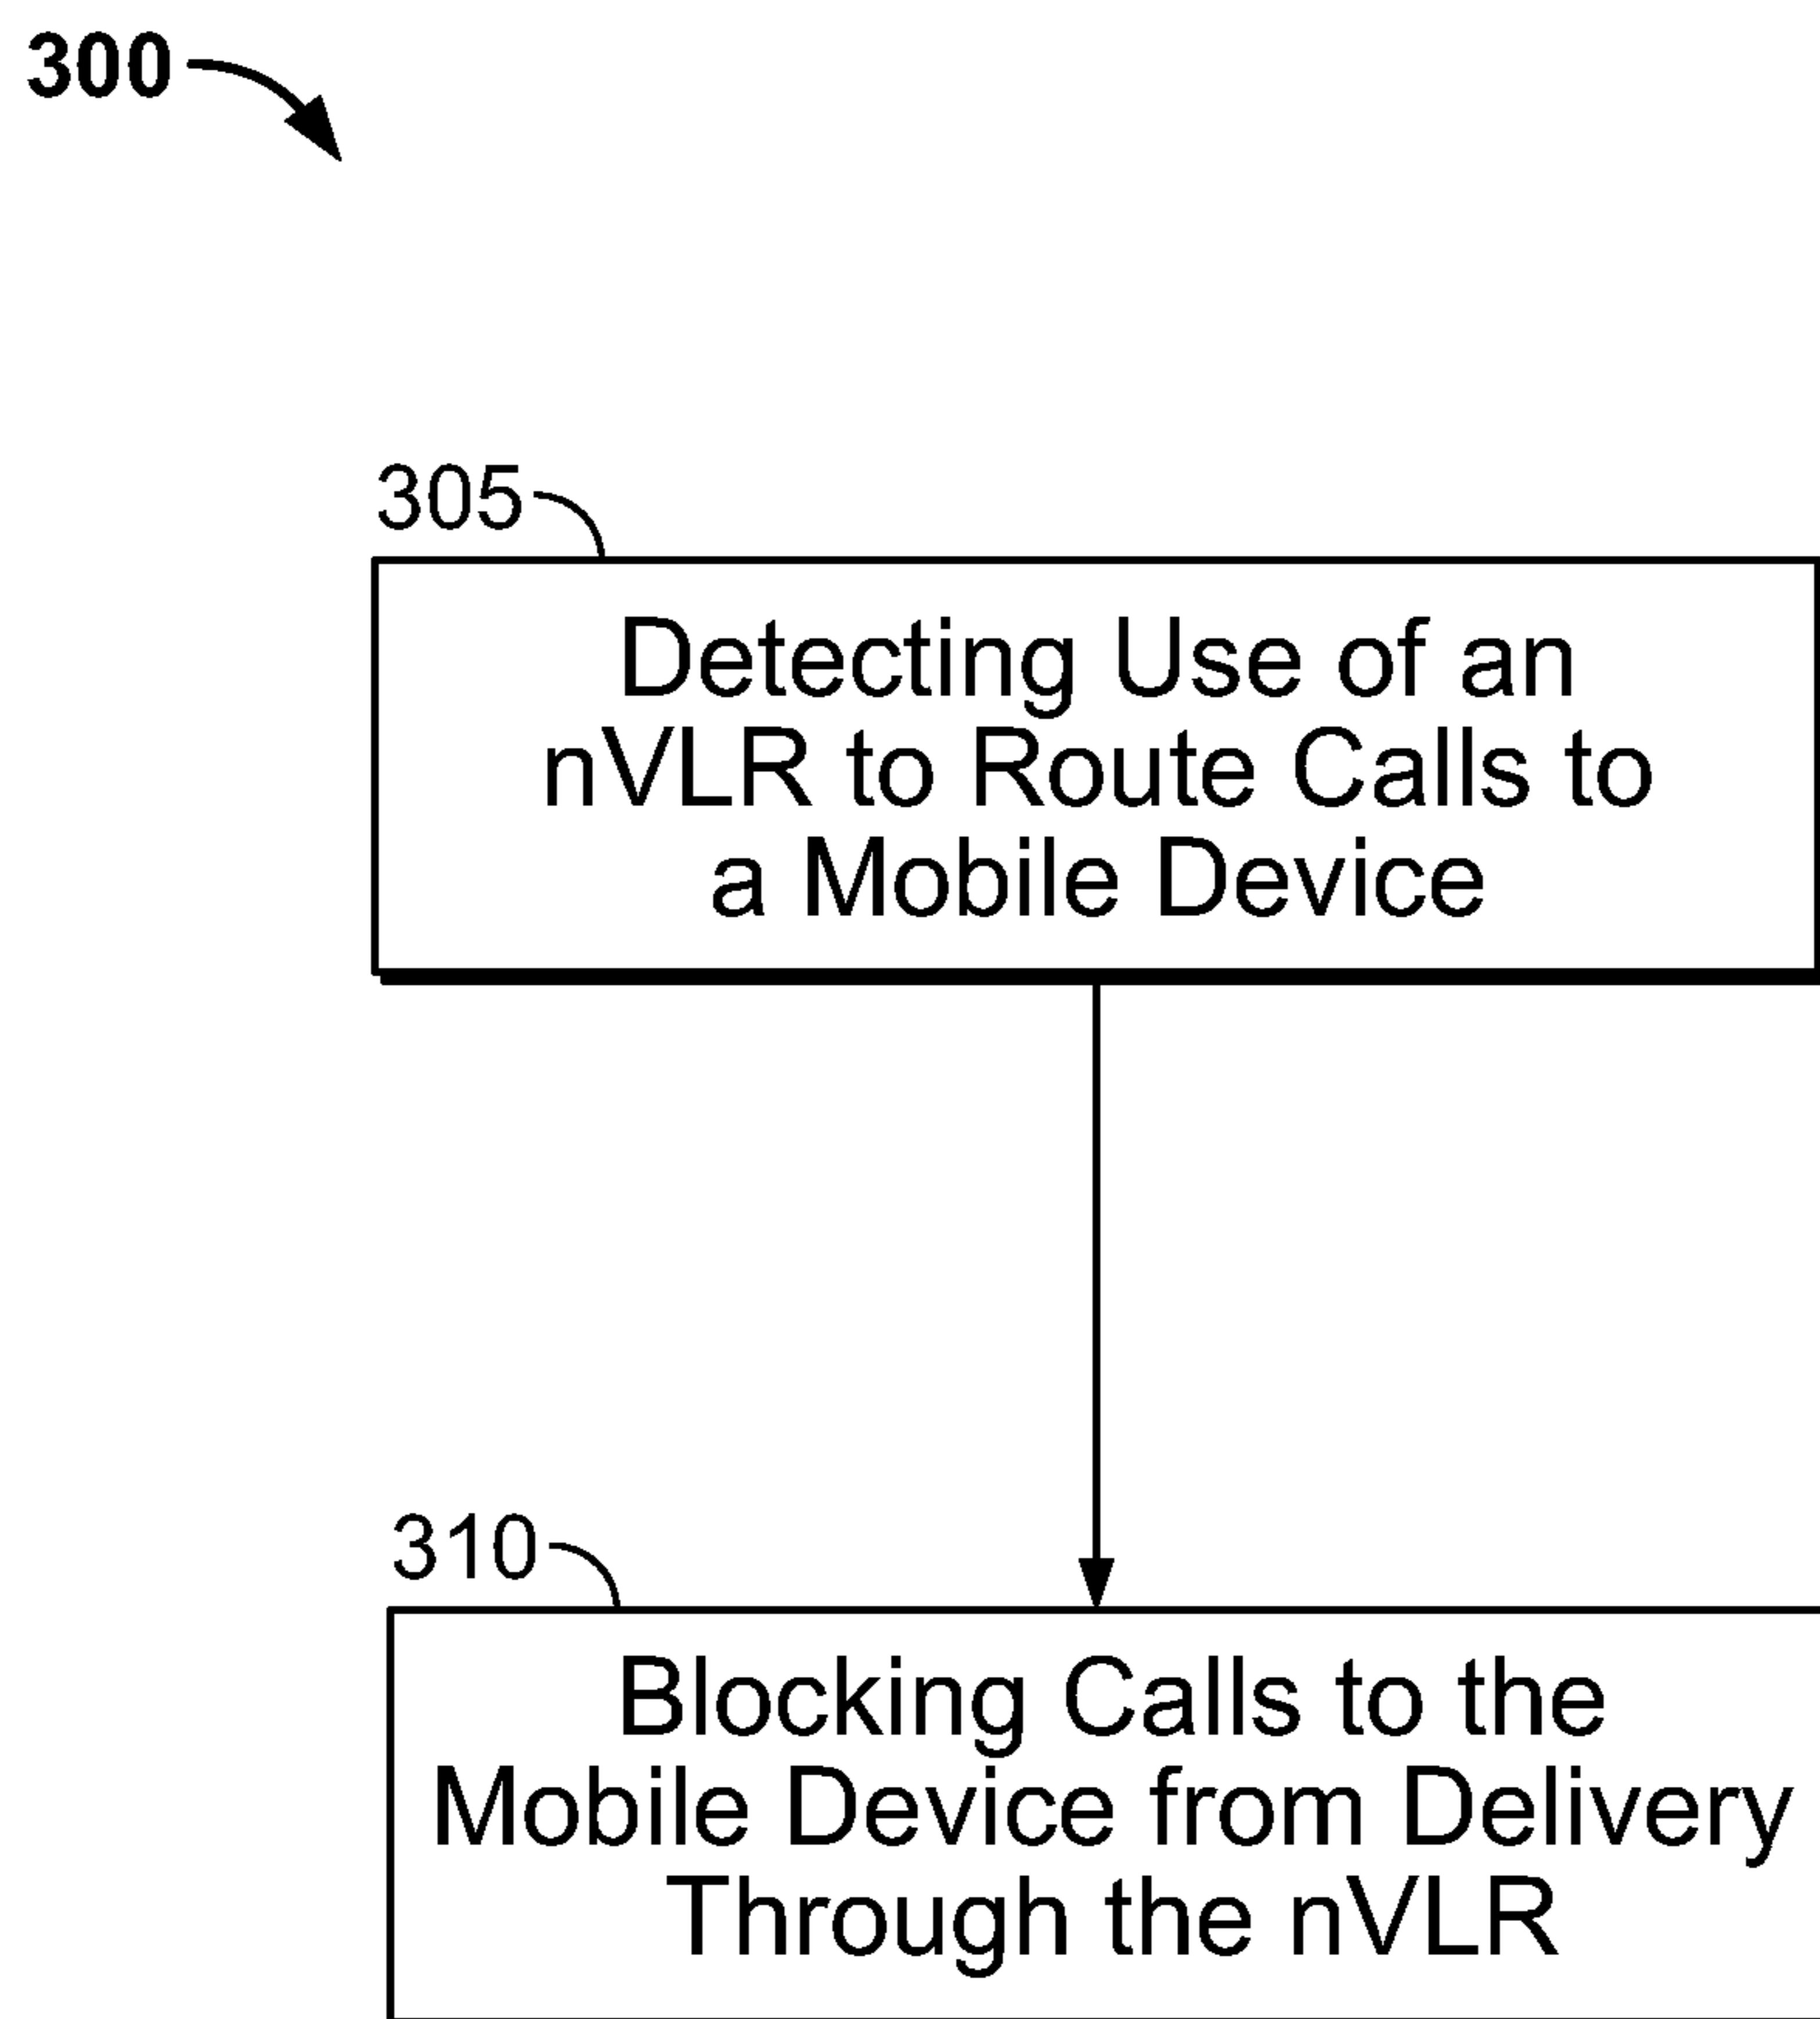 300
305
Detecting Use of an
nVLR to Route Calls to
a Mobile Device
310
Blocking Calls to the
Mobile Device from Delivery
Through the nVLR